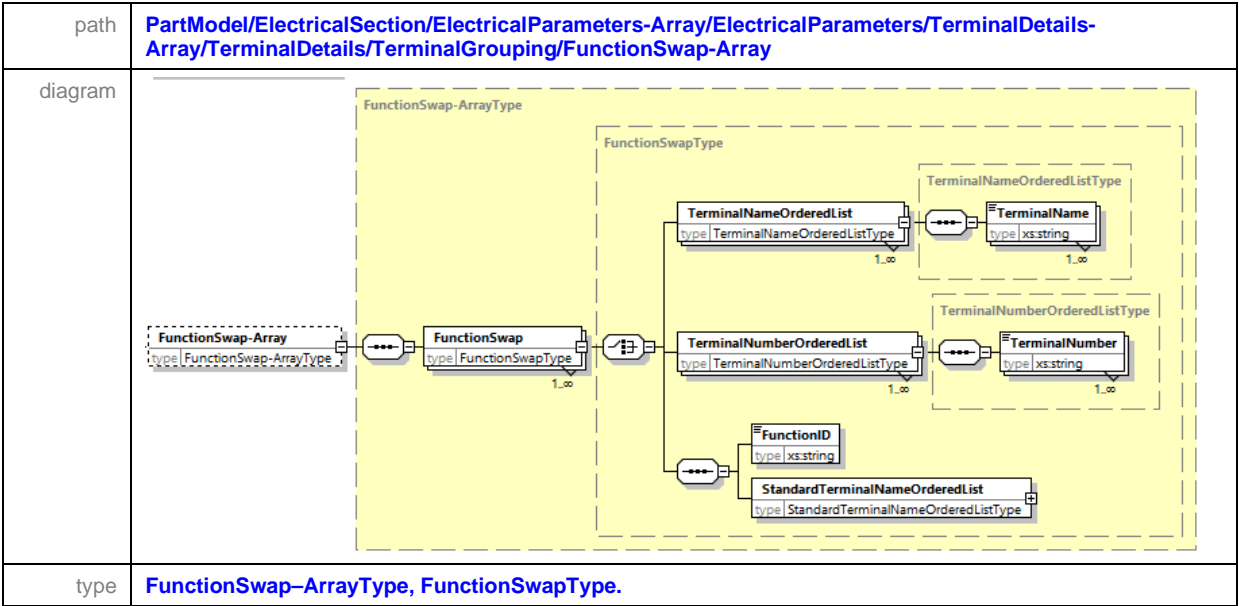 path
PartModel/ElectricalSection/ElectricalParameters-Array/ElectricalParameters/TerminalDetails-
Array/TerminalDetails/TerminalGrouping/FunctionSwap-Array
diagram
FunctionSwap-ArrayType
FunctionSwapType
TerminalNameOrderedListType
TerminalNameOrderedList
type TerminalNameOrderedListType
1..∞
TerminalName
type xs:string
1..∞
FunctionSwap-Array
type FunctionSwap-ArrayType
FunctionSwap
type FunctionSwapType
1..∞
TerminalNumberOrderedListType
TerminalNumberOrderedList
type TerminalNumberOrderedListType
1..∞
TerminalNumber
type xs:string
1..∞
FunctionID
type xs:string
StandardTerminalNameOrderedList
type StandardTerminalNameOrderedListType
type
FunctionSwap–ArrayType, FunctionSwapType.